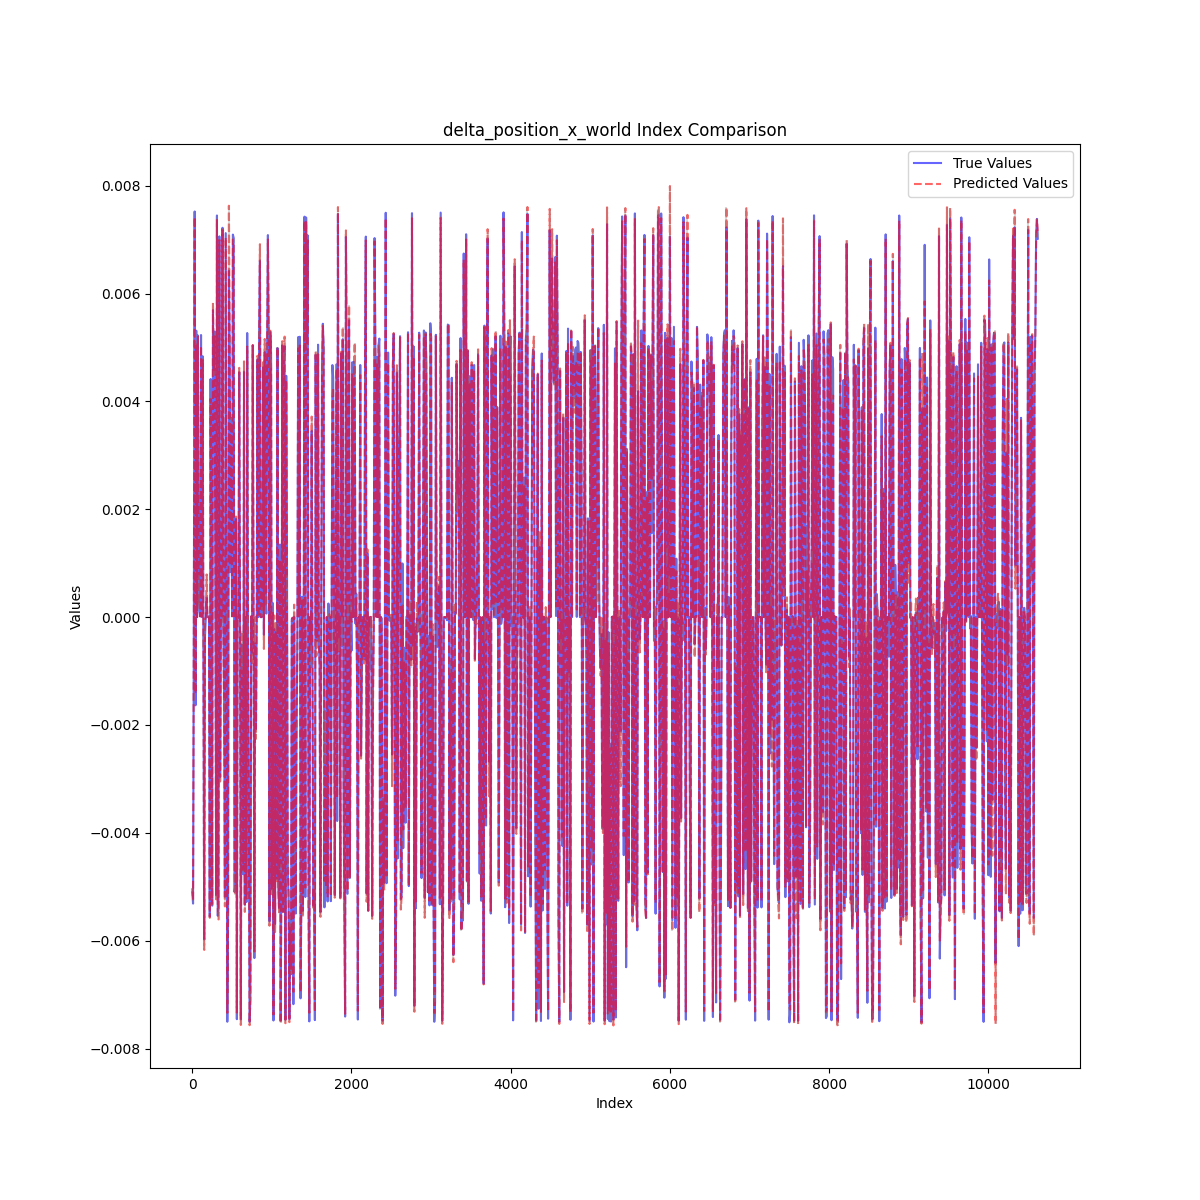 delta_position_x_world Index Comparison
True Values
Predicted Values
0.008
0.006
0.004
0.002
0.000
−0.002
−0.004
−0.006
−0.008
Values
0 2000 4000 6000 8000 10000
Index